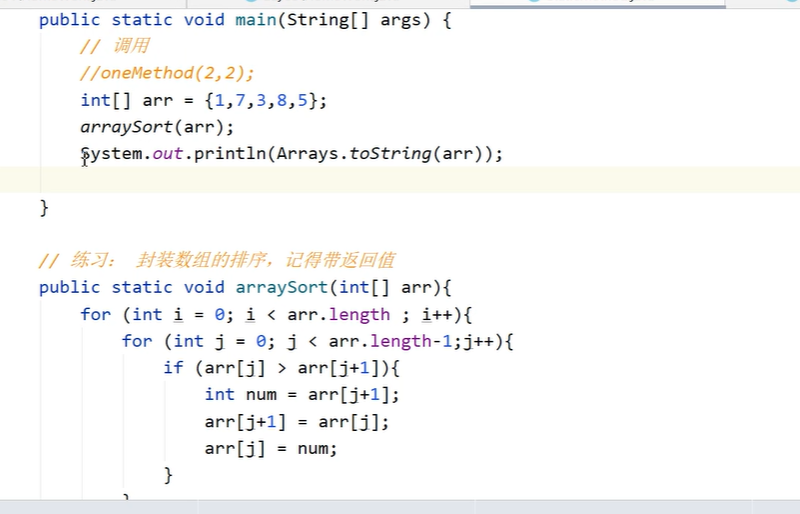 public static void main(String[] args) {
// 调用
//oneMethod(2,2);
int[] arr = {1,7,3,8,5};
arraySort(arr);
System.out.println(Arrays.toString(arr));
}
// 练习： 封装数组的排序，记得带返回值
public static void arraySort(int[] arr){
for (int i = 0; i < arr.length ; i++){
for (int j = 0; j < arr.length-1;j++){
if (arr[j] > arr[j+1]){
int num = arr[j+1];
arr[j+1] = arr[j];
arr[j] = num;
}
}